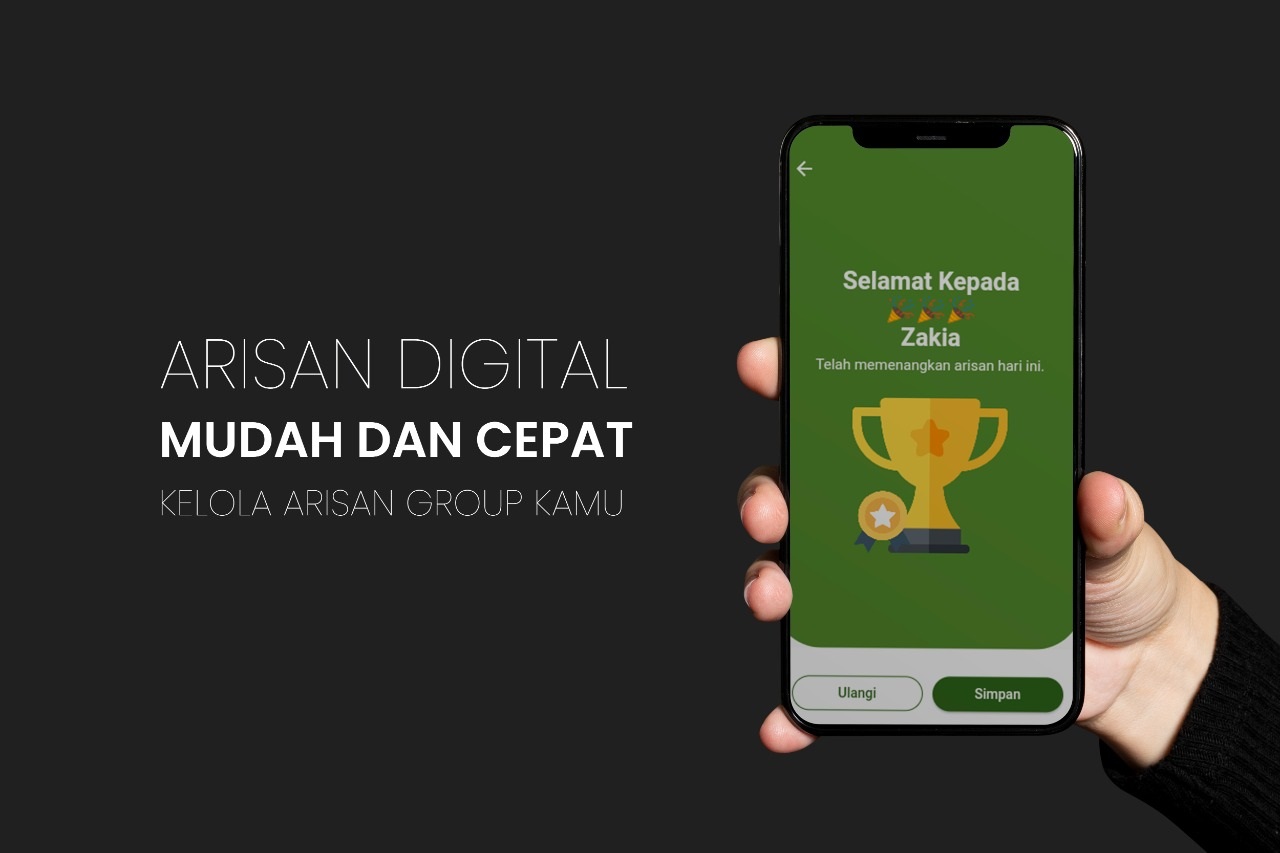 ARISAN DIGITAL
MUDAH DAN CEPAT
KELOLA ARISAN GROUP KAMU
Selamat Kepada
🎉🎉🎉
Zakia
Telah memenangkan arisan hari ini.
Ulangi
Simpan